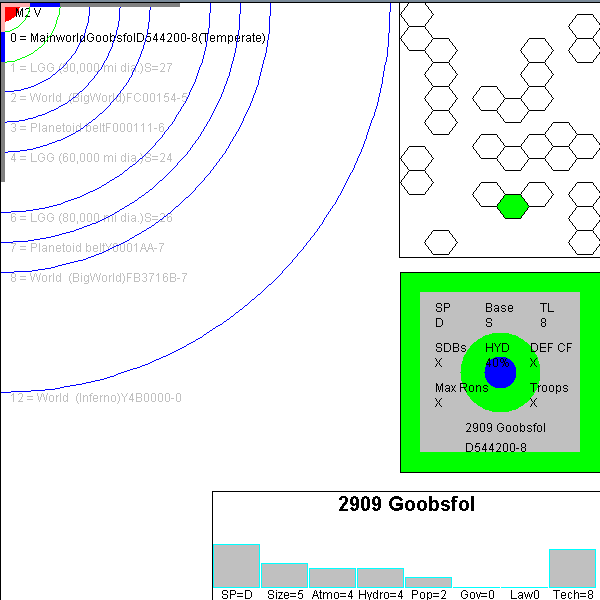 M2 V
0 = MainworldGoobsfolD544200-8(Temperate)
1 = LGG (90,000 mi dia.)S=27
2 = World (BigWorld)FC00154-5
3 = Planetoid beltF000111-6
4 = LGG (60,000 mi dia.)S=24
6 = LGG (80,000 mi dia.)S=26
7 = Planetoid beltY0001AA-7
8 = World (BigWorld)FB3716B-7
12 = World (Inferno)Y4B0000-0
SP Base TL
D S 8
SDBs HYD DEF CF
X X
Max Rons Troops
X X
2909 Goobsfol
D544200-8
2909 Goobsfol
SP=D Size=5 Atmo=4 Hydro=4 Pop=2 Gov=0 Law0 Tech=8